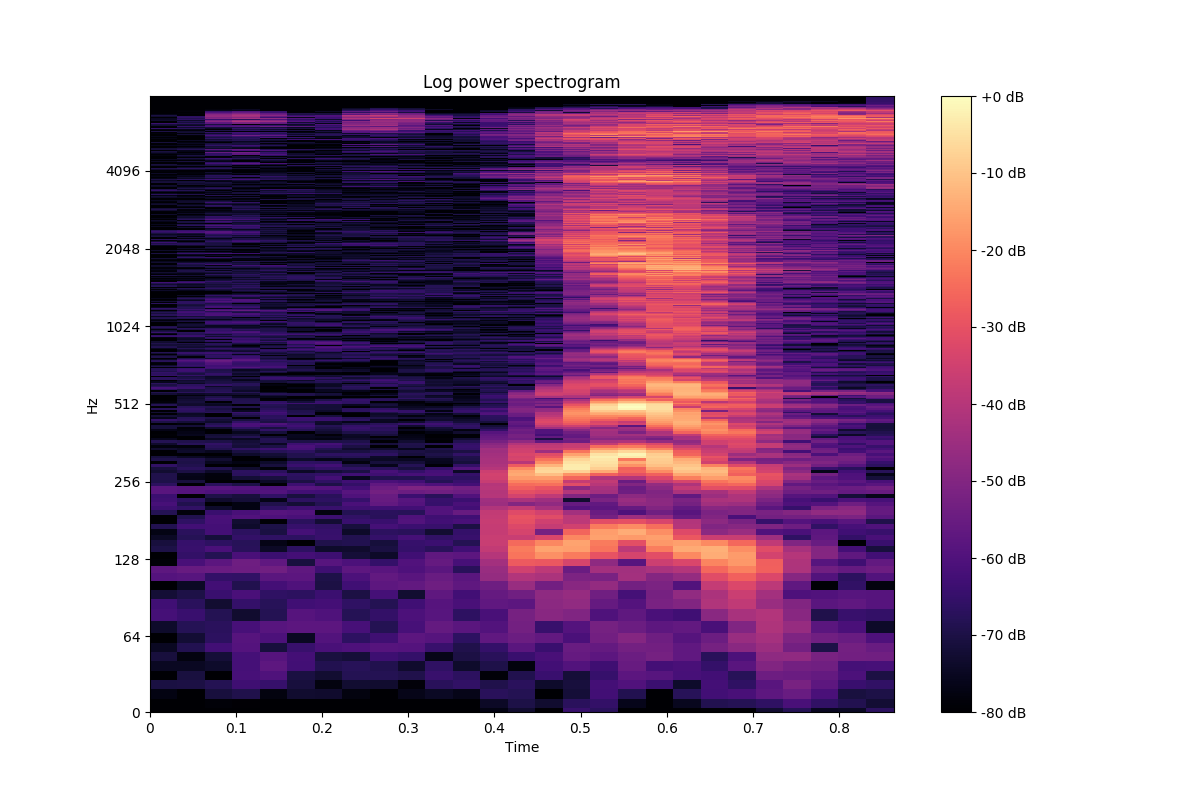 Log power spectrogram
Hz
4096
2048
1024
512
256
128
64
0
0 0.1 0.2 0.3 0.4 0.5 0.6 0.7 0.8
Time
+0 dB
-10 dB
-20 dB
-30 dB
-40 dB
-50 dB
-60 dB
-70 dB
-80 dB